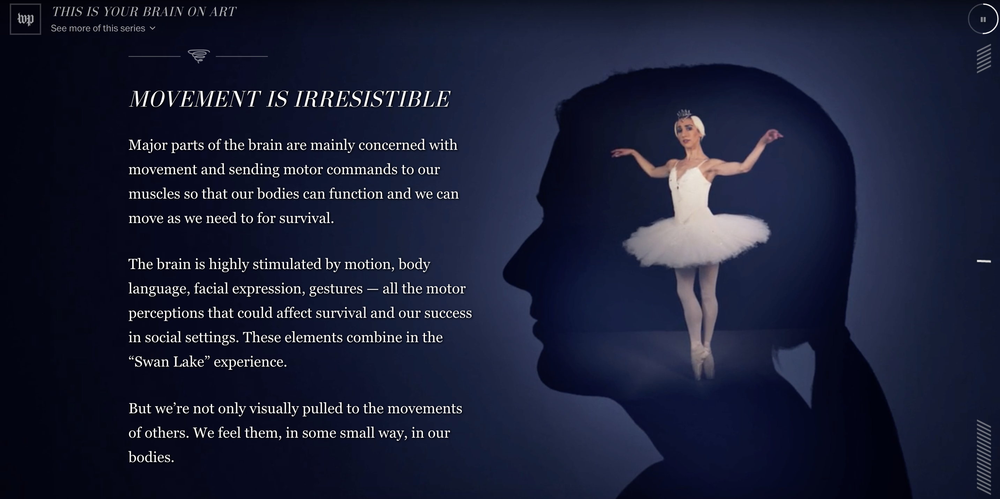 wp
THIS IS YOUR BRAIN ON ART
See more of this series
MOVEMENT IS IRRESISTIBLE
Major parts of the brain are mainly concerned with
movement and sending motor commands to our
muscles so that our bodies can function and we can
move as we need to for survival.
The brain is highly stimulated by motion, body
language, facial expression, gestures — all the motor
perceptions that could affect survival and our success
in social settings. These elements combine in the
“Swan Lake” experience.
But we’re not only visually pulled to the movements
of others. We feel them, in some small way, in our
bodies.